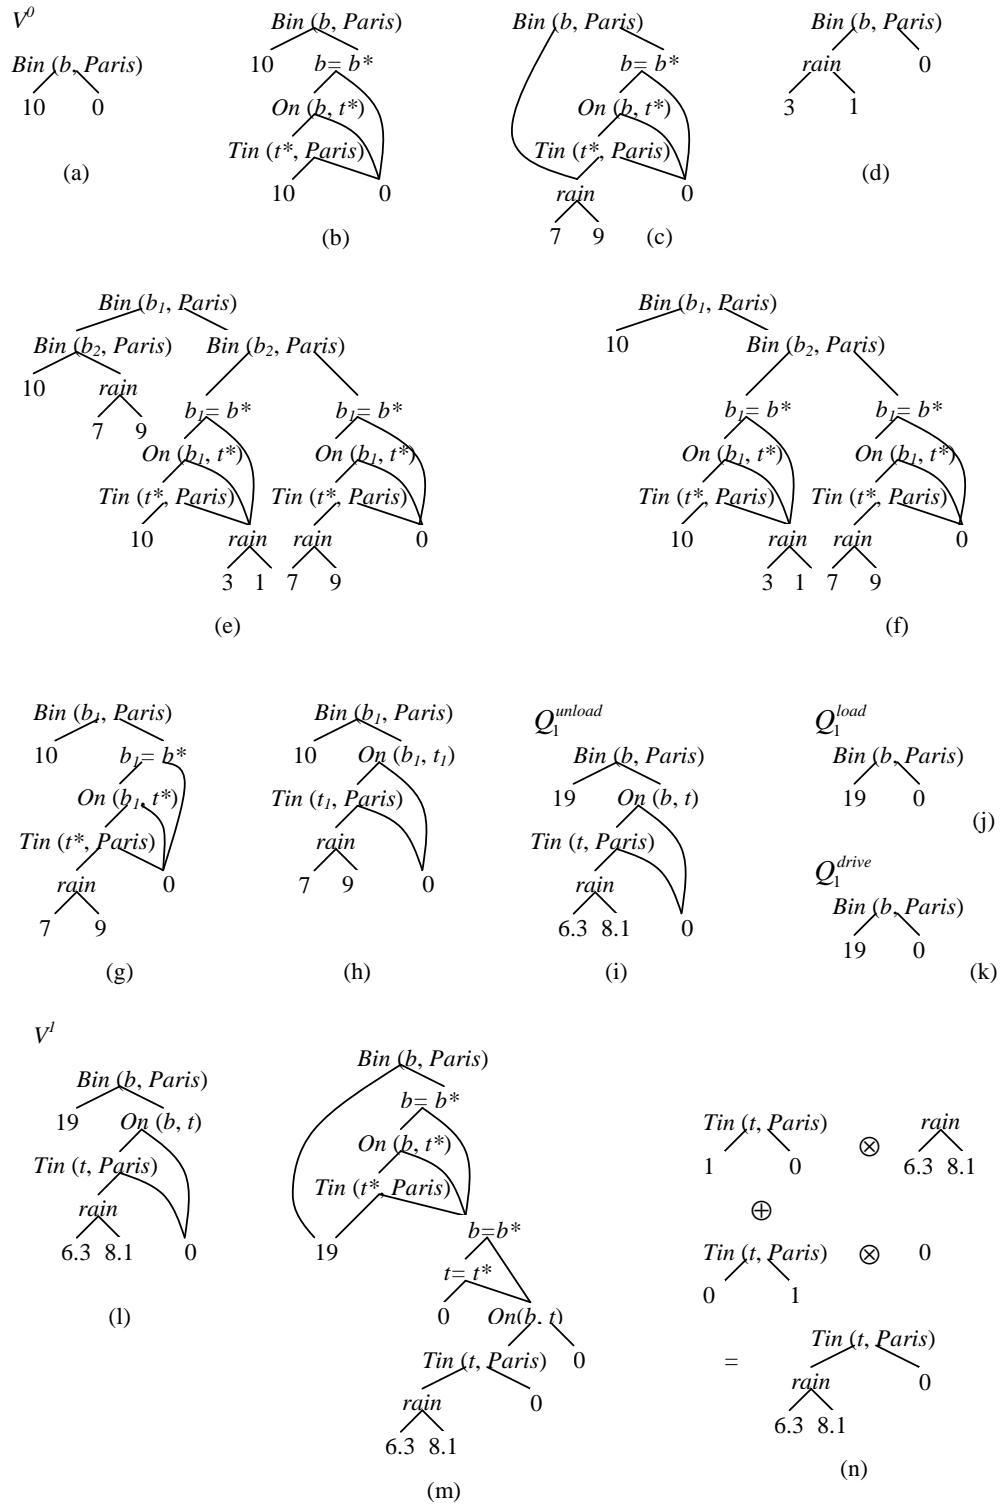 V⁰
Bin (b, Paris)
10 0
(a)
Bin (b, Paris)
10 b= b*
On (b, t*)
Tin (t*, Paris)
10 0
(b)
Bin (b, Paris)
b= b*
On (b, t*)
Tin (t*, Paris)
rain 0
7 9
(c)
Bin (b, Paris)
rain 0
3 1
(d)
Bin (b₁, Paris)
Bin (b₂, Paris) Bin (b₂, Paris)
10 rain b₁= b* b₁= b*
7 9
On (b₁, t*) On (b₁, t*)
Tin (t*, Paris) Tin (t*, Paris)
10 rain rain 0
3 1 7 9
(e)
Bin (b₁, Paris)
10 Bin (b₂, Paris)
b₁= b* b₁= b*
On (b₁, t*) On (b₁, t*)
Tin (t*, Paris) Tin (t*, Paris)
10 rain rain 0
3 1 7 9
(f)
Bin (b₁, Paris)
10 b₁= b*
On (b₁, t*)
Tin (t*, Paris)
rain 0
7 9
(g)
Bin (b₁, Paris)
10 On (b₁, t₁)
Tin (t₁, Paris)
rain
7 9 0
(h)
Q₁^unload
Bin (b, Paris)
19 On (b, t)
Tin (t, Paris)
rain
6.3 8.1 0
(i)
Q₁^load
Bin (b, Paris)
19 0
(j)
Q₁^drive
Bin (b, Paris)
19 0
(k)
V¹
Bin (b, Paris)
19 On (b, t)
Tin (t, Paris)
rain
6.3 8.1 0
(l)
Bin (b, Paris)
b= b*
On (b, t*)
Tin (t*, Paris)
19 b=b*
t= t*
0 On(b, t)
Tin (t, Paris) 0
rain 0
6.3 8.1
(m)
Tin (t, Paris) ⊗ rain
1 0 6.3 8.1
⊕
Tin (t, Paris) ⊗ 0
0 1
= Tin (t, Paris)
rain 0
6.3 8.1
(n)